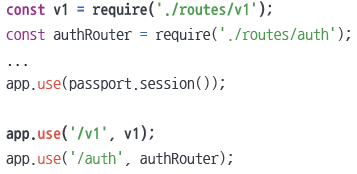 const v1 = require('./routes/v1');
const authRouter = require('./routes/auth');
...
app.use(passport.session());
app.use('/v1', v1);
app.use('/auth', authRouter);